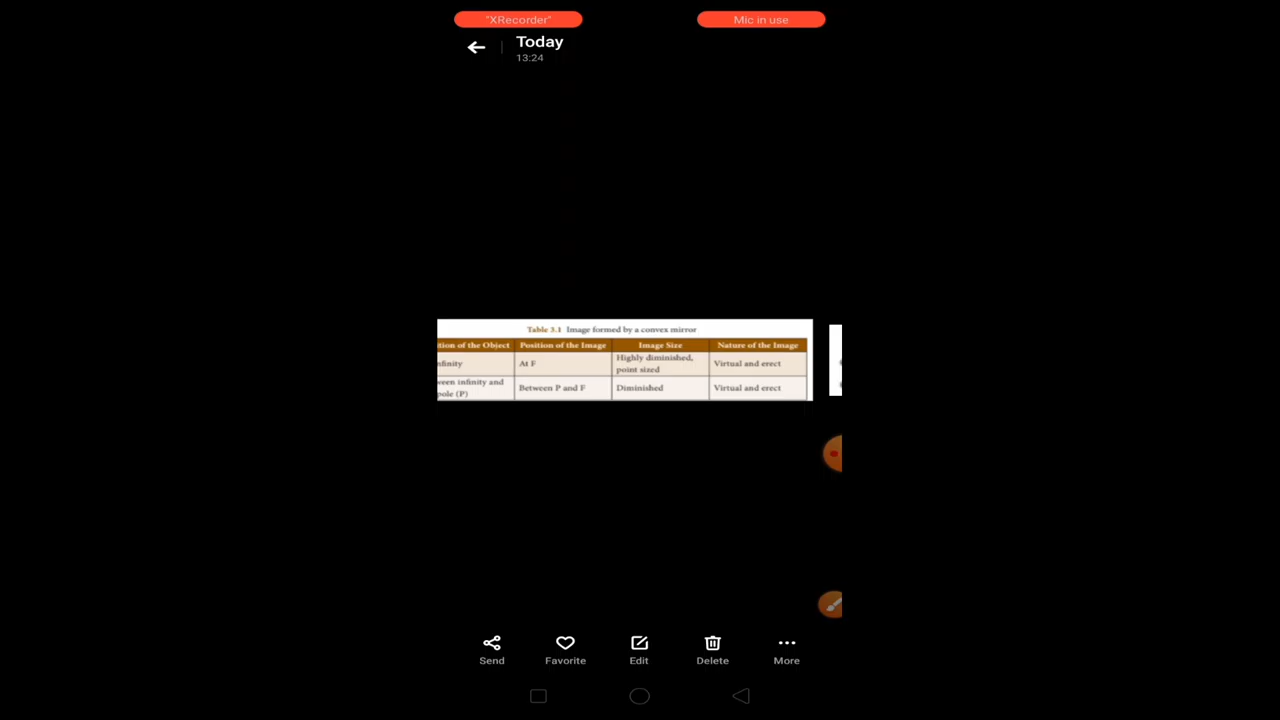 "XRecorder" Mic in use
Today
13:24
Table 3.1 Image formed by a convex mirror
ition of the Object Position of the Image Image Size Nature of the Image
nfinity At F Highly diminished, point sized Virtual and erect
ween infinity and pole (P) Between P and F Diminished Virtual and erect
Send Favorite Edit Delete More